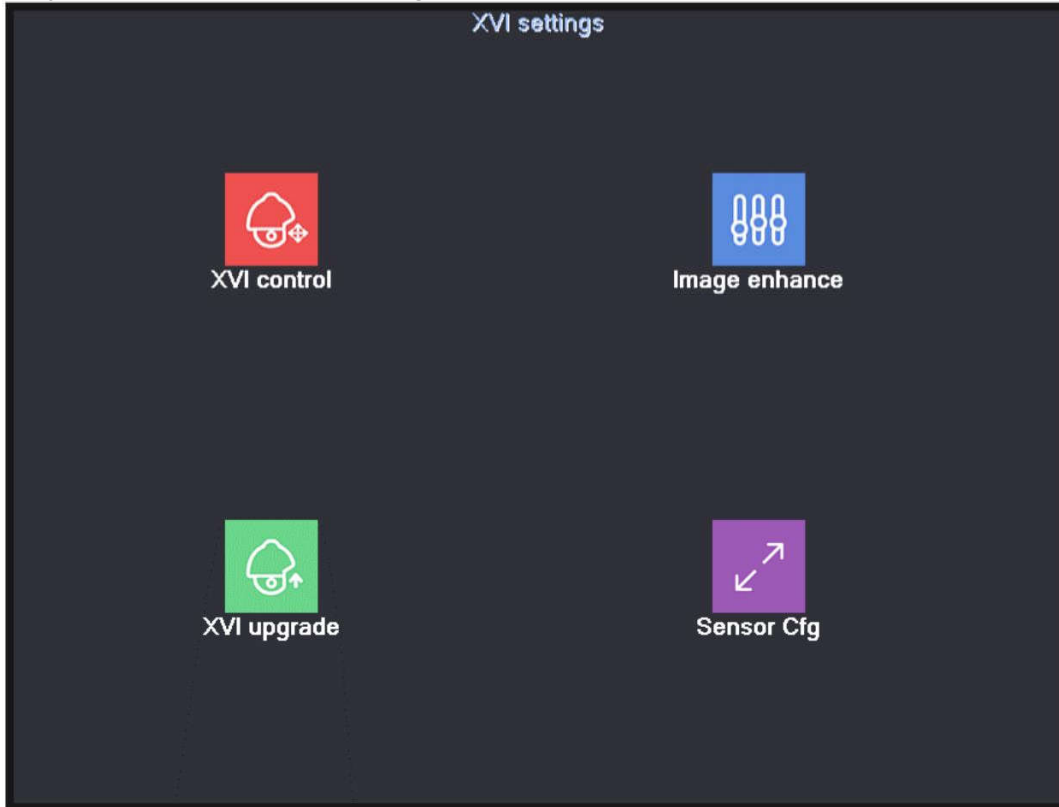 XVI settings
XVI control
Image enhance
XVI upgrade
Sensor Cfg